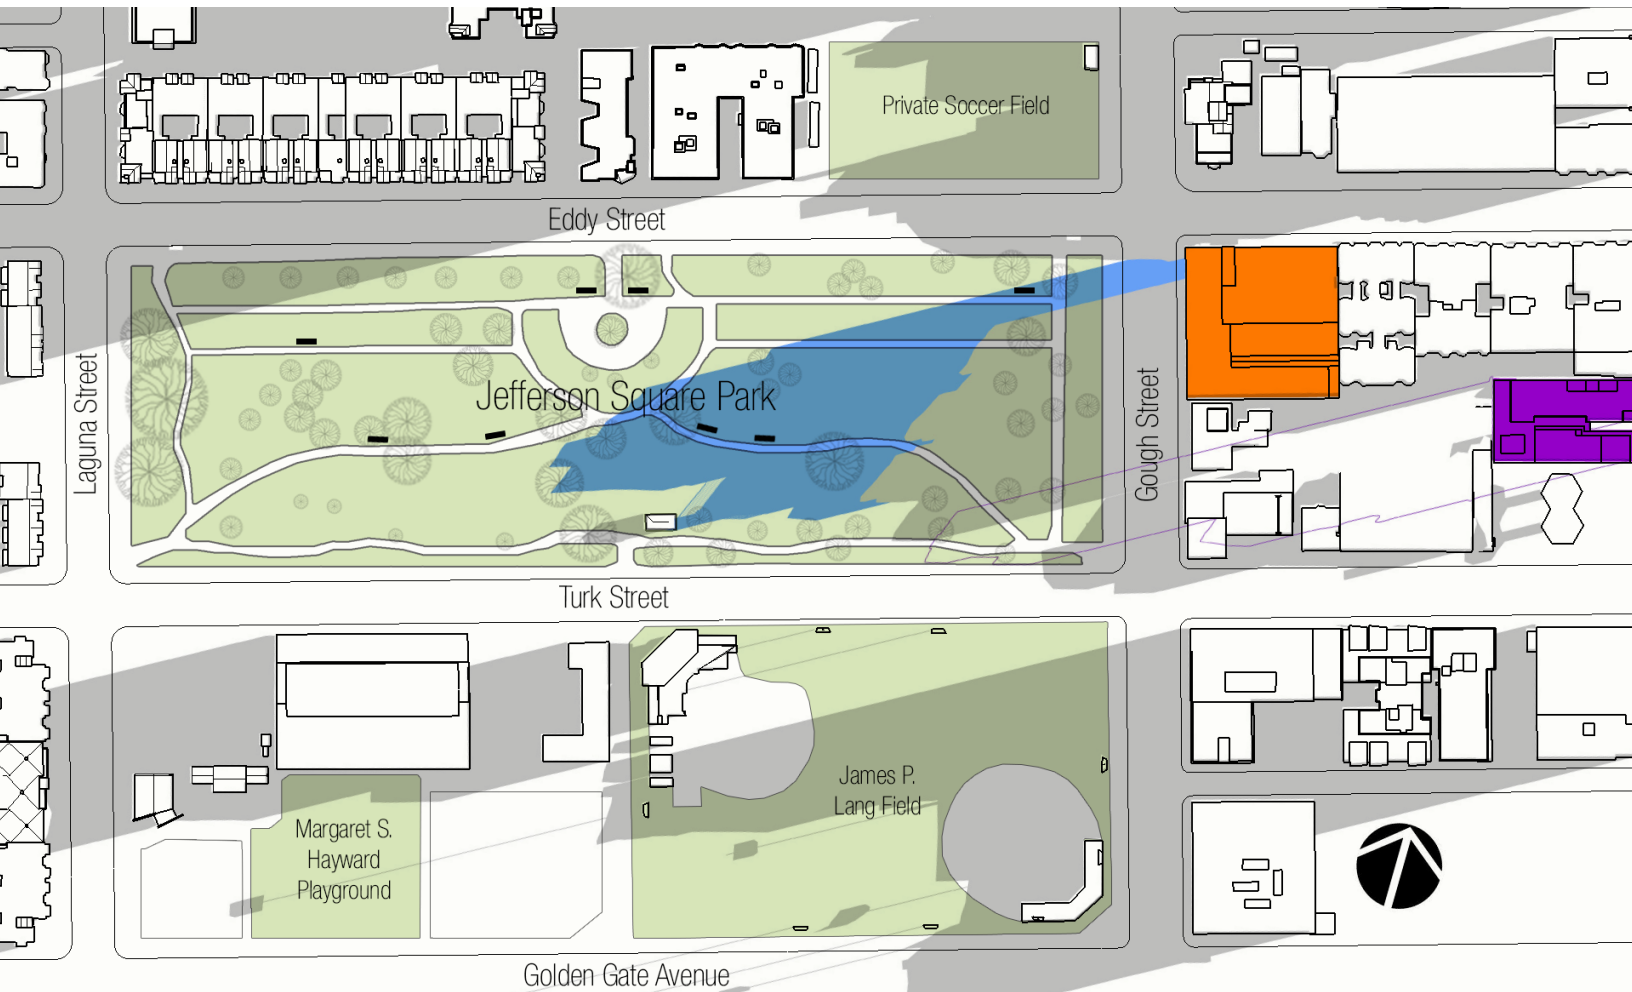 Private Soccer Field
Eddy Street
Laguna Street
Jefferson Square Park
Gough Street
Turk Street
James P.
Lang Field
Margaret S.
Hayward
Playground
Golden Gate Avenue